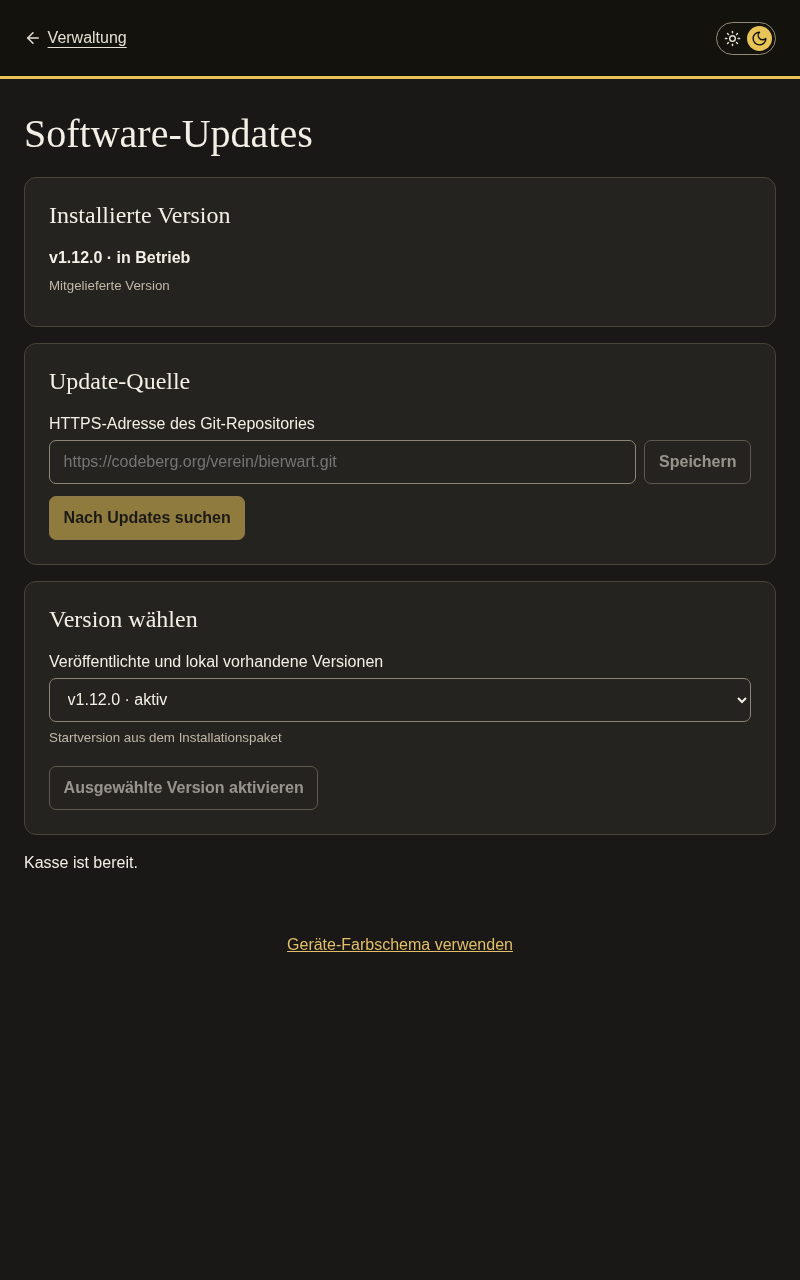 Verwaltung
Software-Updates
Installierte Version
v1.12.0 · in Betrieb
Mitgelieferte Version
Update-Quelle
HTTPS-Adresse des Git-Repositories
https://codeberg.org/verein/bierwart.git
Speichern
Nach Updates suchen
Version wählen
Veröffentlichte und lokal vorhandene Versionen
v1.12.0 · aktiv
Startversion aus dem Installationspaket
Ausgewählte Version aktivieren
Kasse ist bereit.
Geräte-Farbschema verwenden